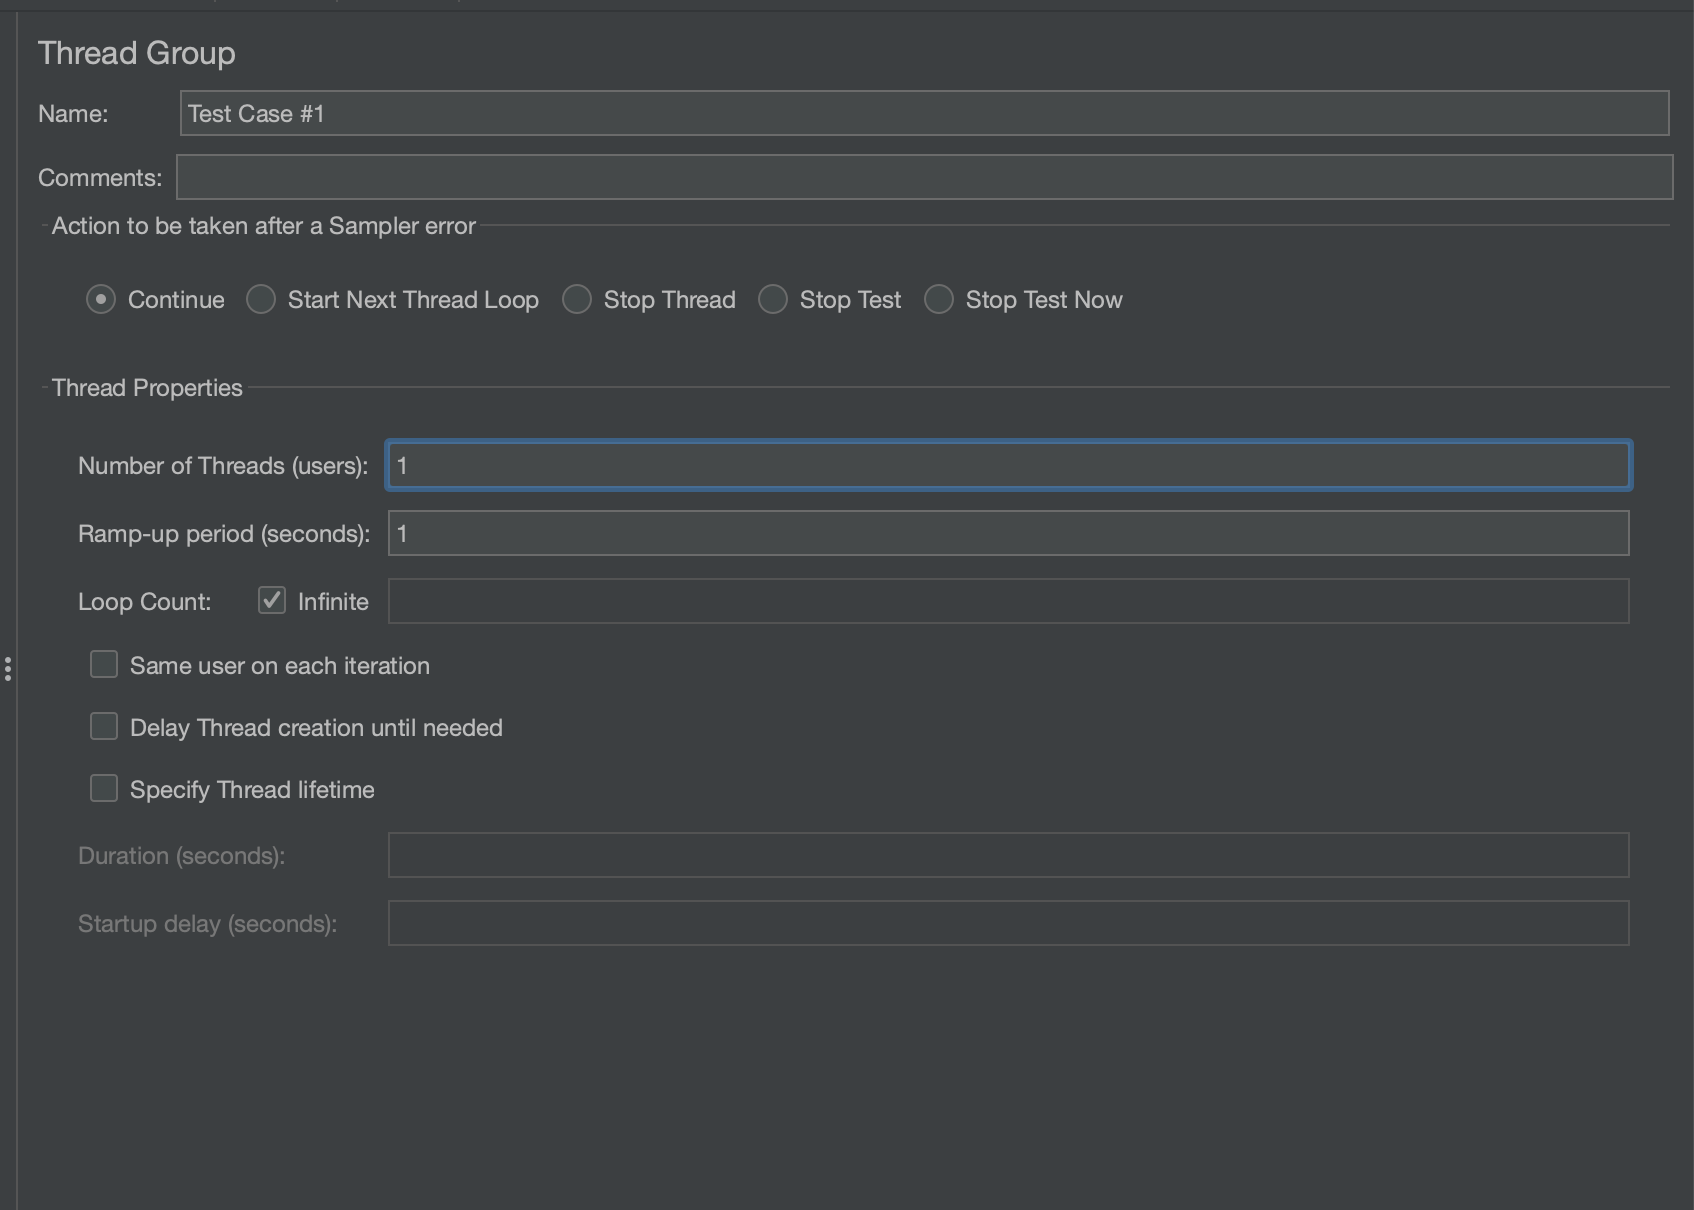 Thread Group
Name: Test Case #1
Comments:
Action to be taken after a Sampler error
Continue Start Next Thread Loop Stop Thread Stop Test Stop Test Now
Thread Properties
Number of Threads (users): 1
Ramp-up period (seconds): 1
Loop Count: Infinite
Same user on each iteration
Delay Thread creation until needed
Specify Thread lifetime
Duration (seconds):
Startup delay (seconds):